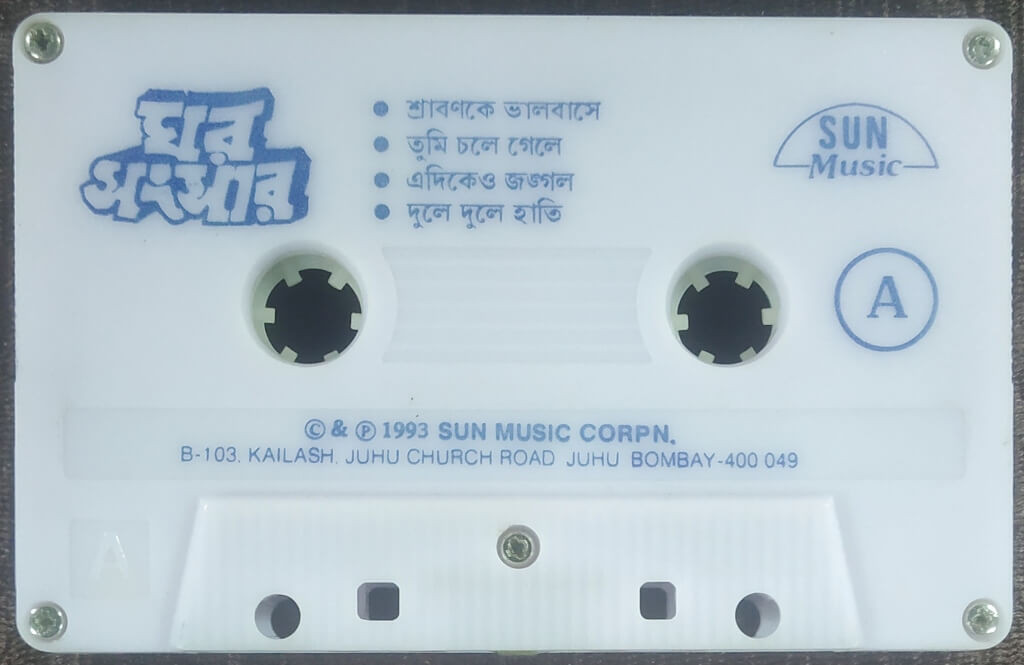 ঘর
সংসার
• শ্রাবণকে ভালবাসে
• তুমি চলে গেলে
• এদিকেও জঙ্গল
• দুলে দুলে হাতি
SUN
Music
A
© & ℗ 1993 SUN MUSIC CORPN.
B-103, KAILASH, JUHU CHURCH ROAD JUHU BOMBAY-400 049
A